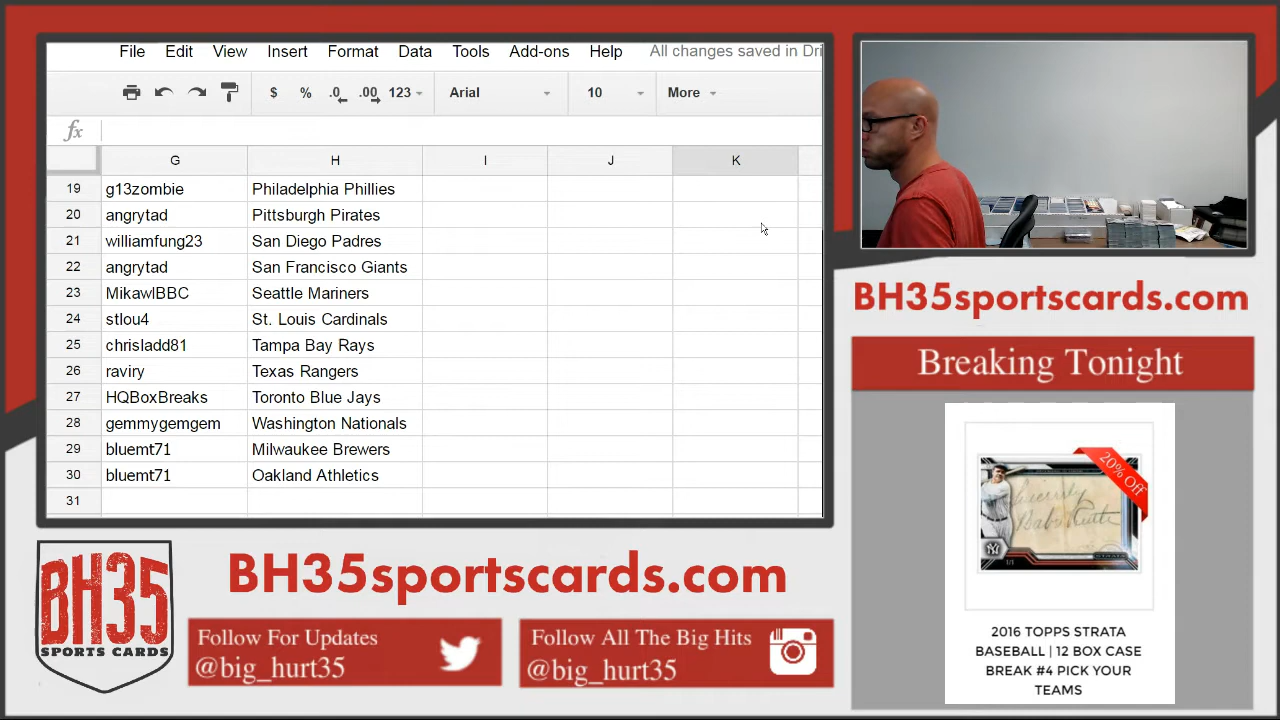 File Edit View Insert Format Data Tools Add-ons Help All changes saved in Dri
$ % .0 .00 123 Arial 10 More
fx
G H I J K
19 g13zombie Philadelphia Phillies
20 angrytad Pittsburgh Pirates
21 williamfung23 San Diego Padres
22 angrytad San Francisco Giants
23 MikawlBBC Seattle Mariners
24 stlou4 St. Louis Cardinals
25 chrisladd81 Tampa Bay Rays
26 raviry Texas Rangers
27 HQBoxBreaks Toronto Blue Jays
28 gemmygemgem Washington Nationals
29 bluemt71 Milwaukee Brewers
30 bluemt71 Oakland Athletics
31
BH35sportscards.com
Breaking Tonight
20% Off
Sincerely
Babe Ruth
2016 TOPPS STRATA
BASEBALL | 12 BOX CASE
BREAK #4 PICK YOUR
TEAMS
BH35
SPORTS CARDS
BH35sportscards.com
Follow For Updates
@big_hurt35
Follow All The Big Hits
@big_hurt35